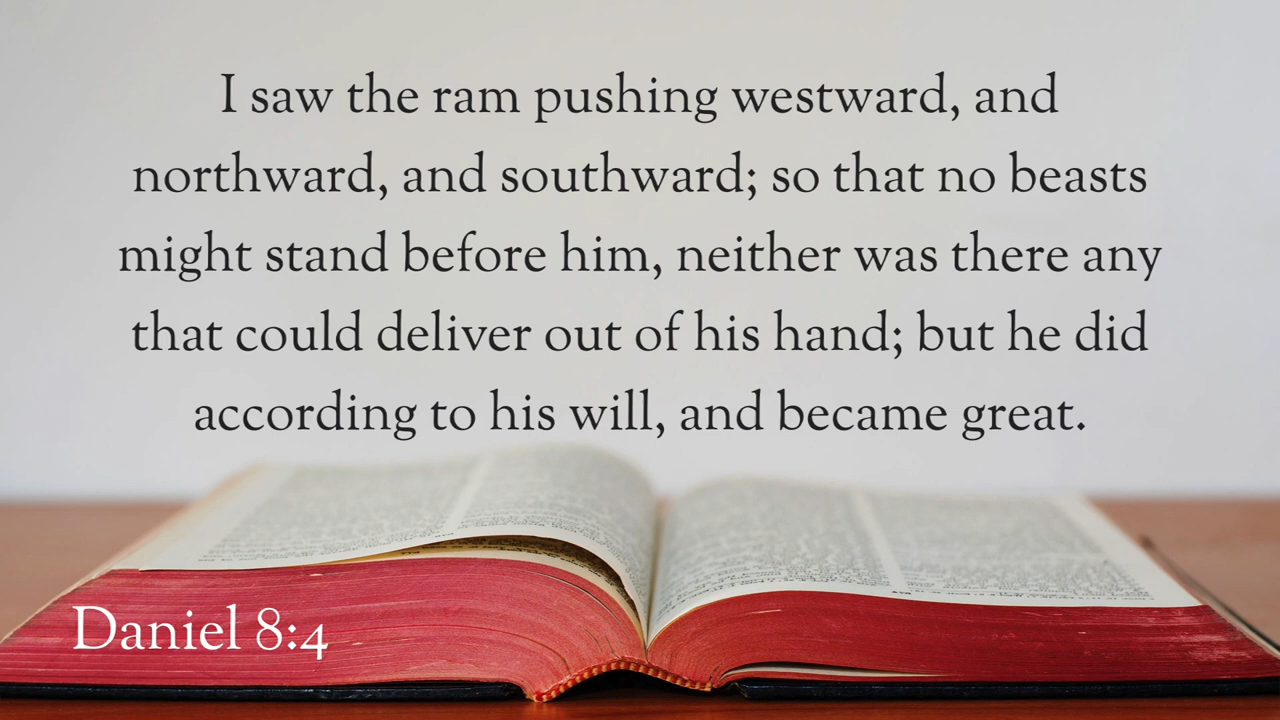 I saw the ram pushing westward, and
northward, and southward; so that no beasts
might stand before him, neither was there any
that could deliver out of his hand; but he did
according to his will, and became great.
Daniel 8:4